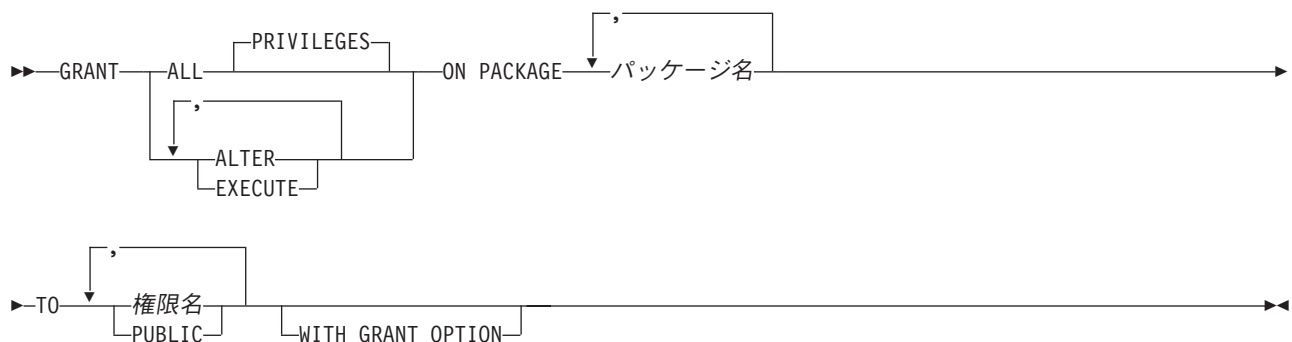 ,
PRIVILEGES
GRANT ALL ON PACKAGE パッケージ名
,
ALTER
EXECUTE
,
TO 権限名
PUBLIC WITH GRANT OPTION